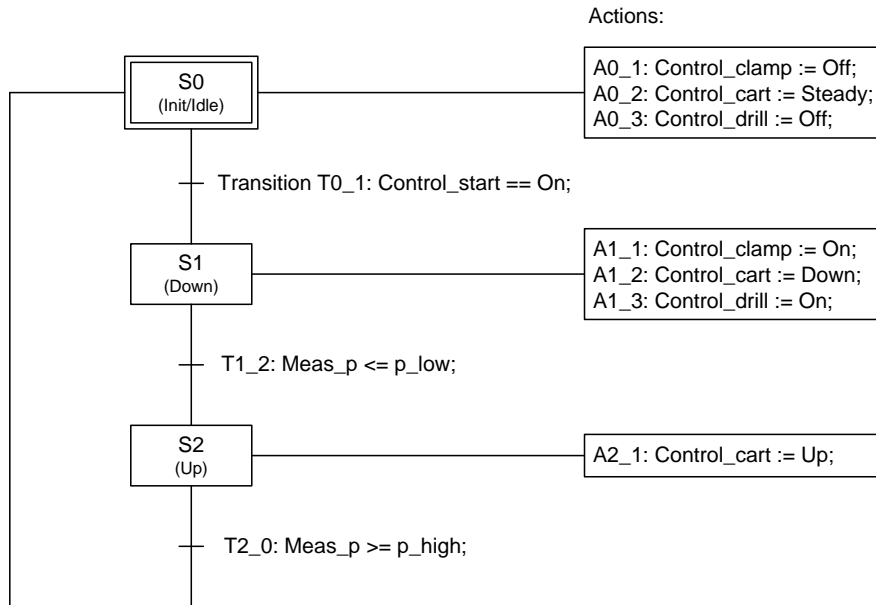 Actions:
S0
(Init/Idle)
A0_1: Control_clamp := Off;
A0_2: Control_cart := Steady;
A0_3: Control_drill := Off;
Transition T0_1: Control_start == On;
S1
(Down)
A1_1: Control_clamp := On;
A1_2: Control_cart := Down;
A1_3: Control_drill := On;
T1_2: Meas_p <= p_low;
S2
(Up)
A2_1: Control_cart := Up;
T2_0: Meas_p >= p_high;